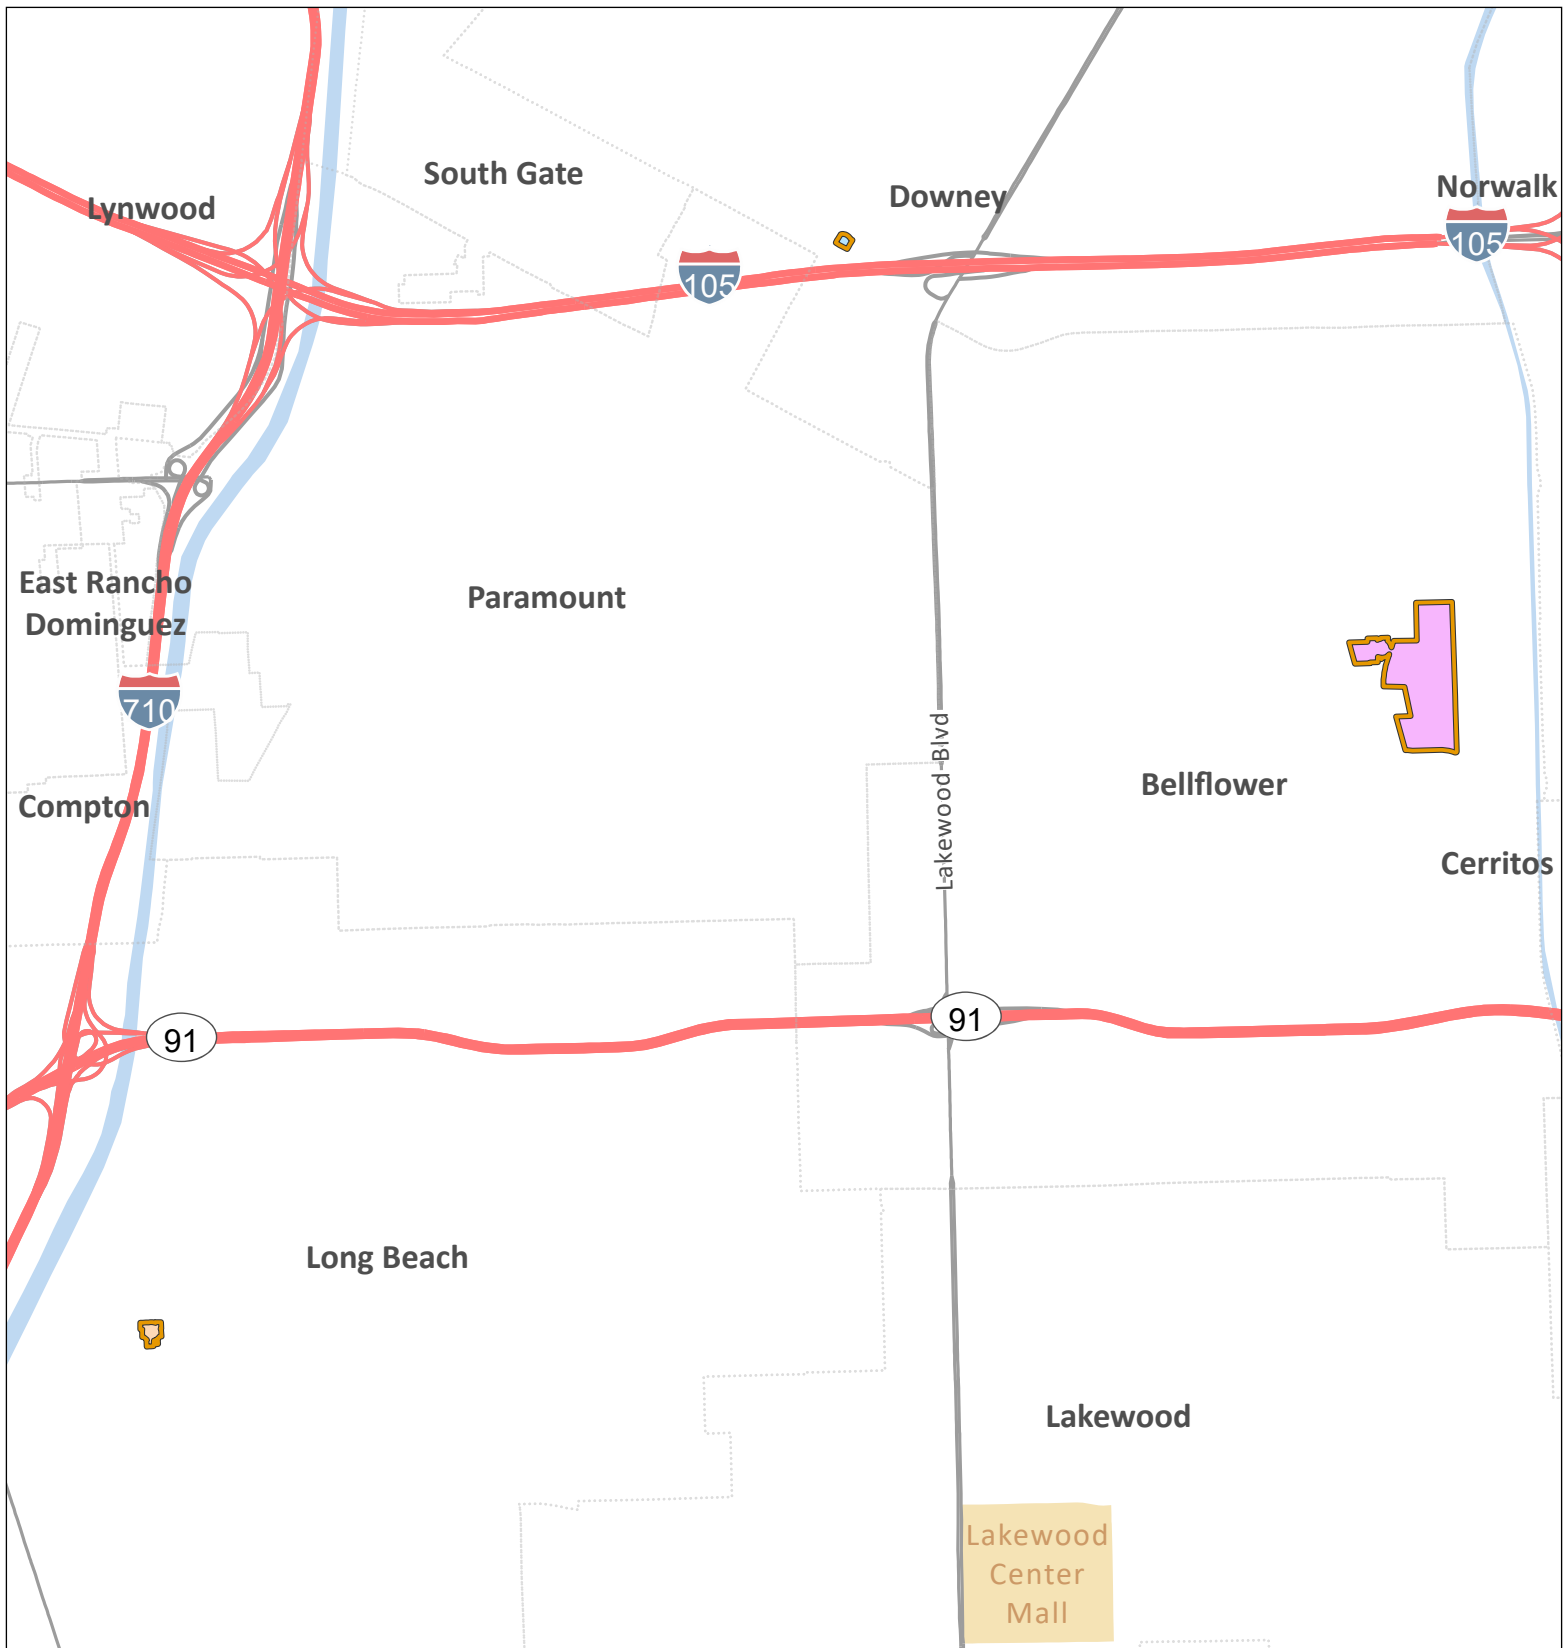 South Gate
Downey
Norwalk
Lynwood
105
105
East Rancho
Dominguez
Paramount
710
Lakewood Blvd
Bellflower
Compton
Cerritos
91
91
Long Beach
Lakewood
Lakewood
Center
Mall